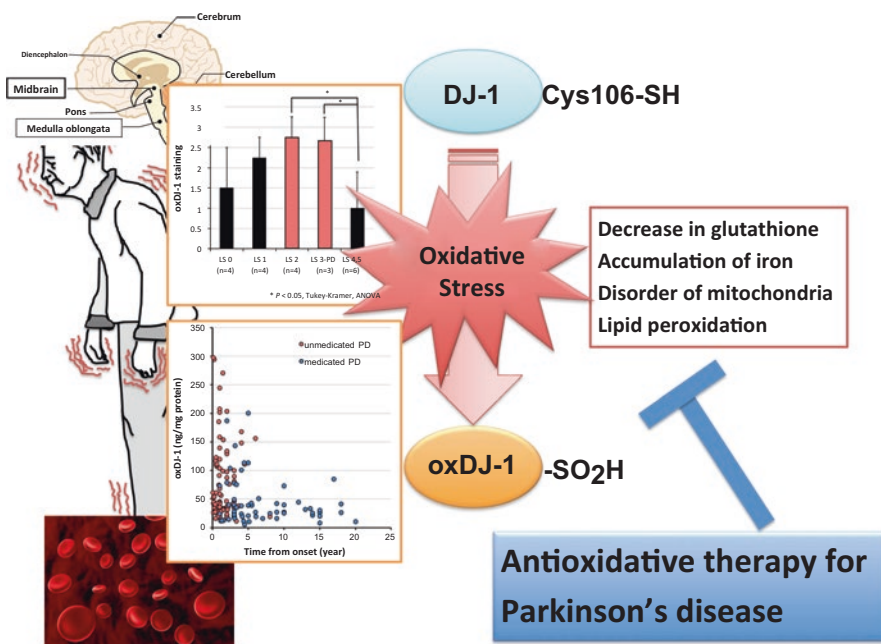 Cerebrum
Diencephalon
Cerebellum
Midbrain
Pons
Medulla oblongata
oxDJ-1 staining
3.5
3
2.5
2
1.5
1
0.5
0
LS 0
(n=4)
LS 1
(n=4)
LS 2
(n=4)
LS 3-PD
(n=3)
LS 4,5
(n=6)
*
*
* P < 0.05, Tukey-Kramer, ANOVA
oxDJ-1 (ng/mg protein)
350
300
250
200
150
100
50
0
unmedicated PD
medicated PD
0 5 10 15 20 25
Time from onset (year)
DJ-1 Cys106-SH
Oxidative
Stress
Decrease in glutathione
Accumulation of iron
Disorder of mitochondria
Lipid peroxidation
oxDJ-1 -SO2H
Antioxidative therapy for
Parkinson's disease